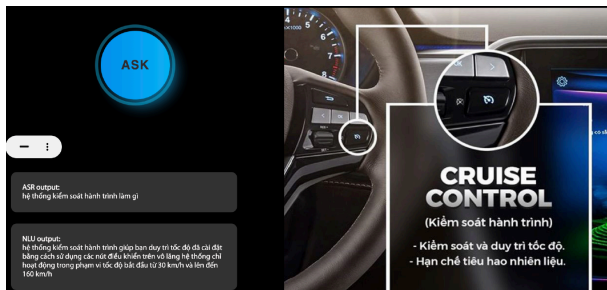 ASK
ASR output:
hệ thống kiểm soát hành trình làm gì
NLU output:
hệ thống kiểm soát hành trình giúp bạn duy trì tốc độ đã cài đặt
bằng cách sử dụng các nút điều khiển trên vô lăng hệ thống chỉ
hoạt động trong phạm vi tốc độ bắt đầu từ 30 km/h và lên đến
160 km/h
CRUISE
CONTROL
(Kiểm soát hành trình)
- Kiểm soát và duy trì tốc độ.
- Hạn chế tiêu hao nhiên liệu.